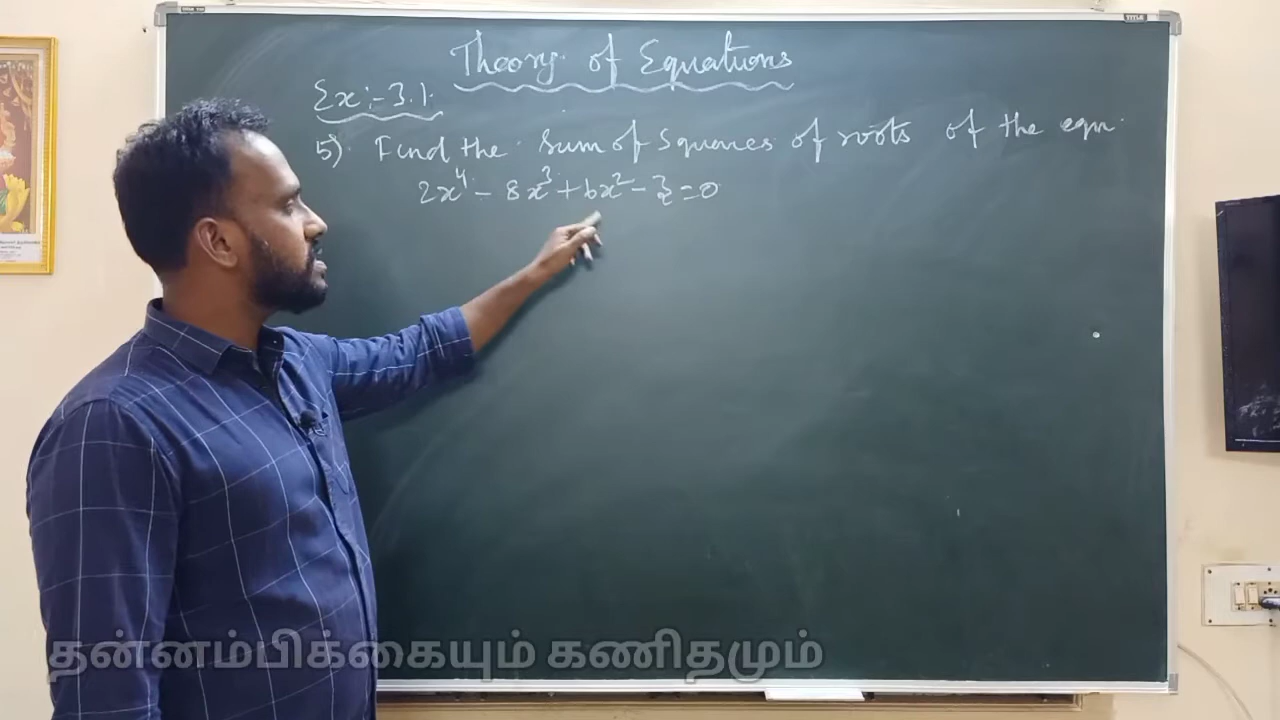 Theory of Equations
Ex:- 3.1.
5) Find the sum of squares of roots of the eqn.
2x⁴ - 8x³ + 6x² - 3 = 0
தன்னம்பிக்கையும் கணிதமும்